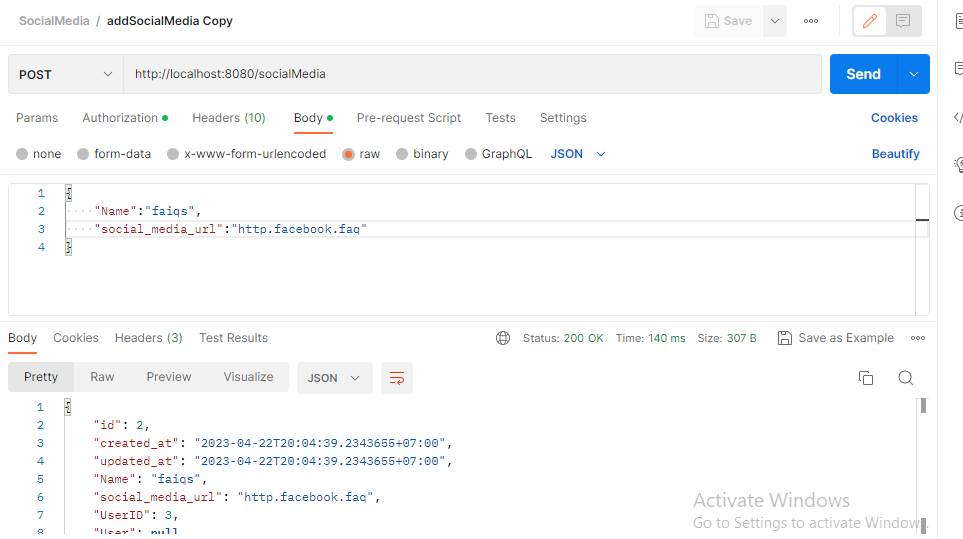 SocialMedia / addSocialMedia Copy
Save
POST http://localhost:8080/socialMedia Send
Params Authorization Headers (10) Body Pre-request Script Tests Settings Cookies
none form-data x-www-form-urlencoded raw binary GraphQL JSON Beautify
1 {
2 "Name":"faiqs",
3 "social_media_url":"http.facebook.faq"
4 }
Body Cookies Headers (3) Test Results Status: 200 OK Time: 140 ms Size: 307 B Save as Example
Pretty Raw Preview Visualize JSON
1 {
2 "id": 2,
3 "created_at": "2023-04-22T20:04:39.2343655+07:00",
4 "updated_at": "2023-04-22T20:04:39.2343655+07:00",
5 "Name": "faiqs",
6 "social_media_url": "http.facebook.faq",
7 "UserID": 3,
8 "User": null
Activate Windows
Go to Settings to activate Windows.